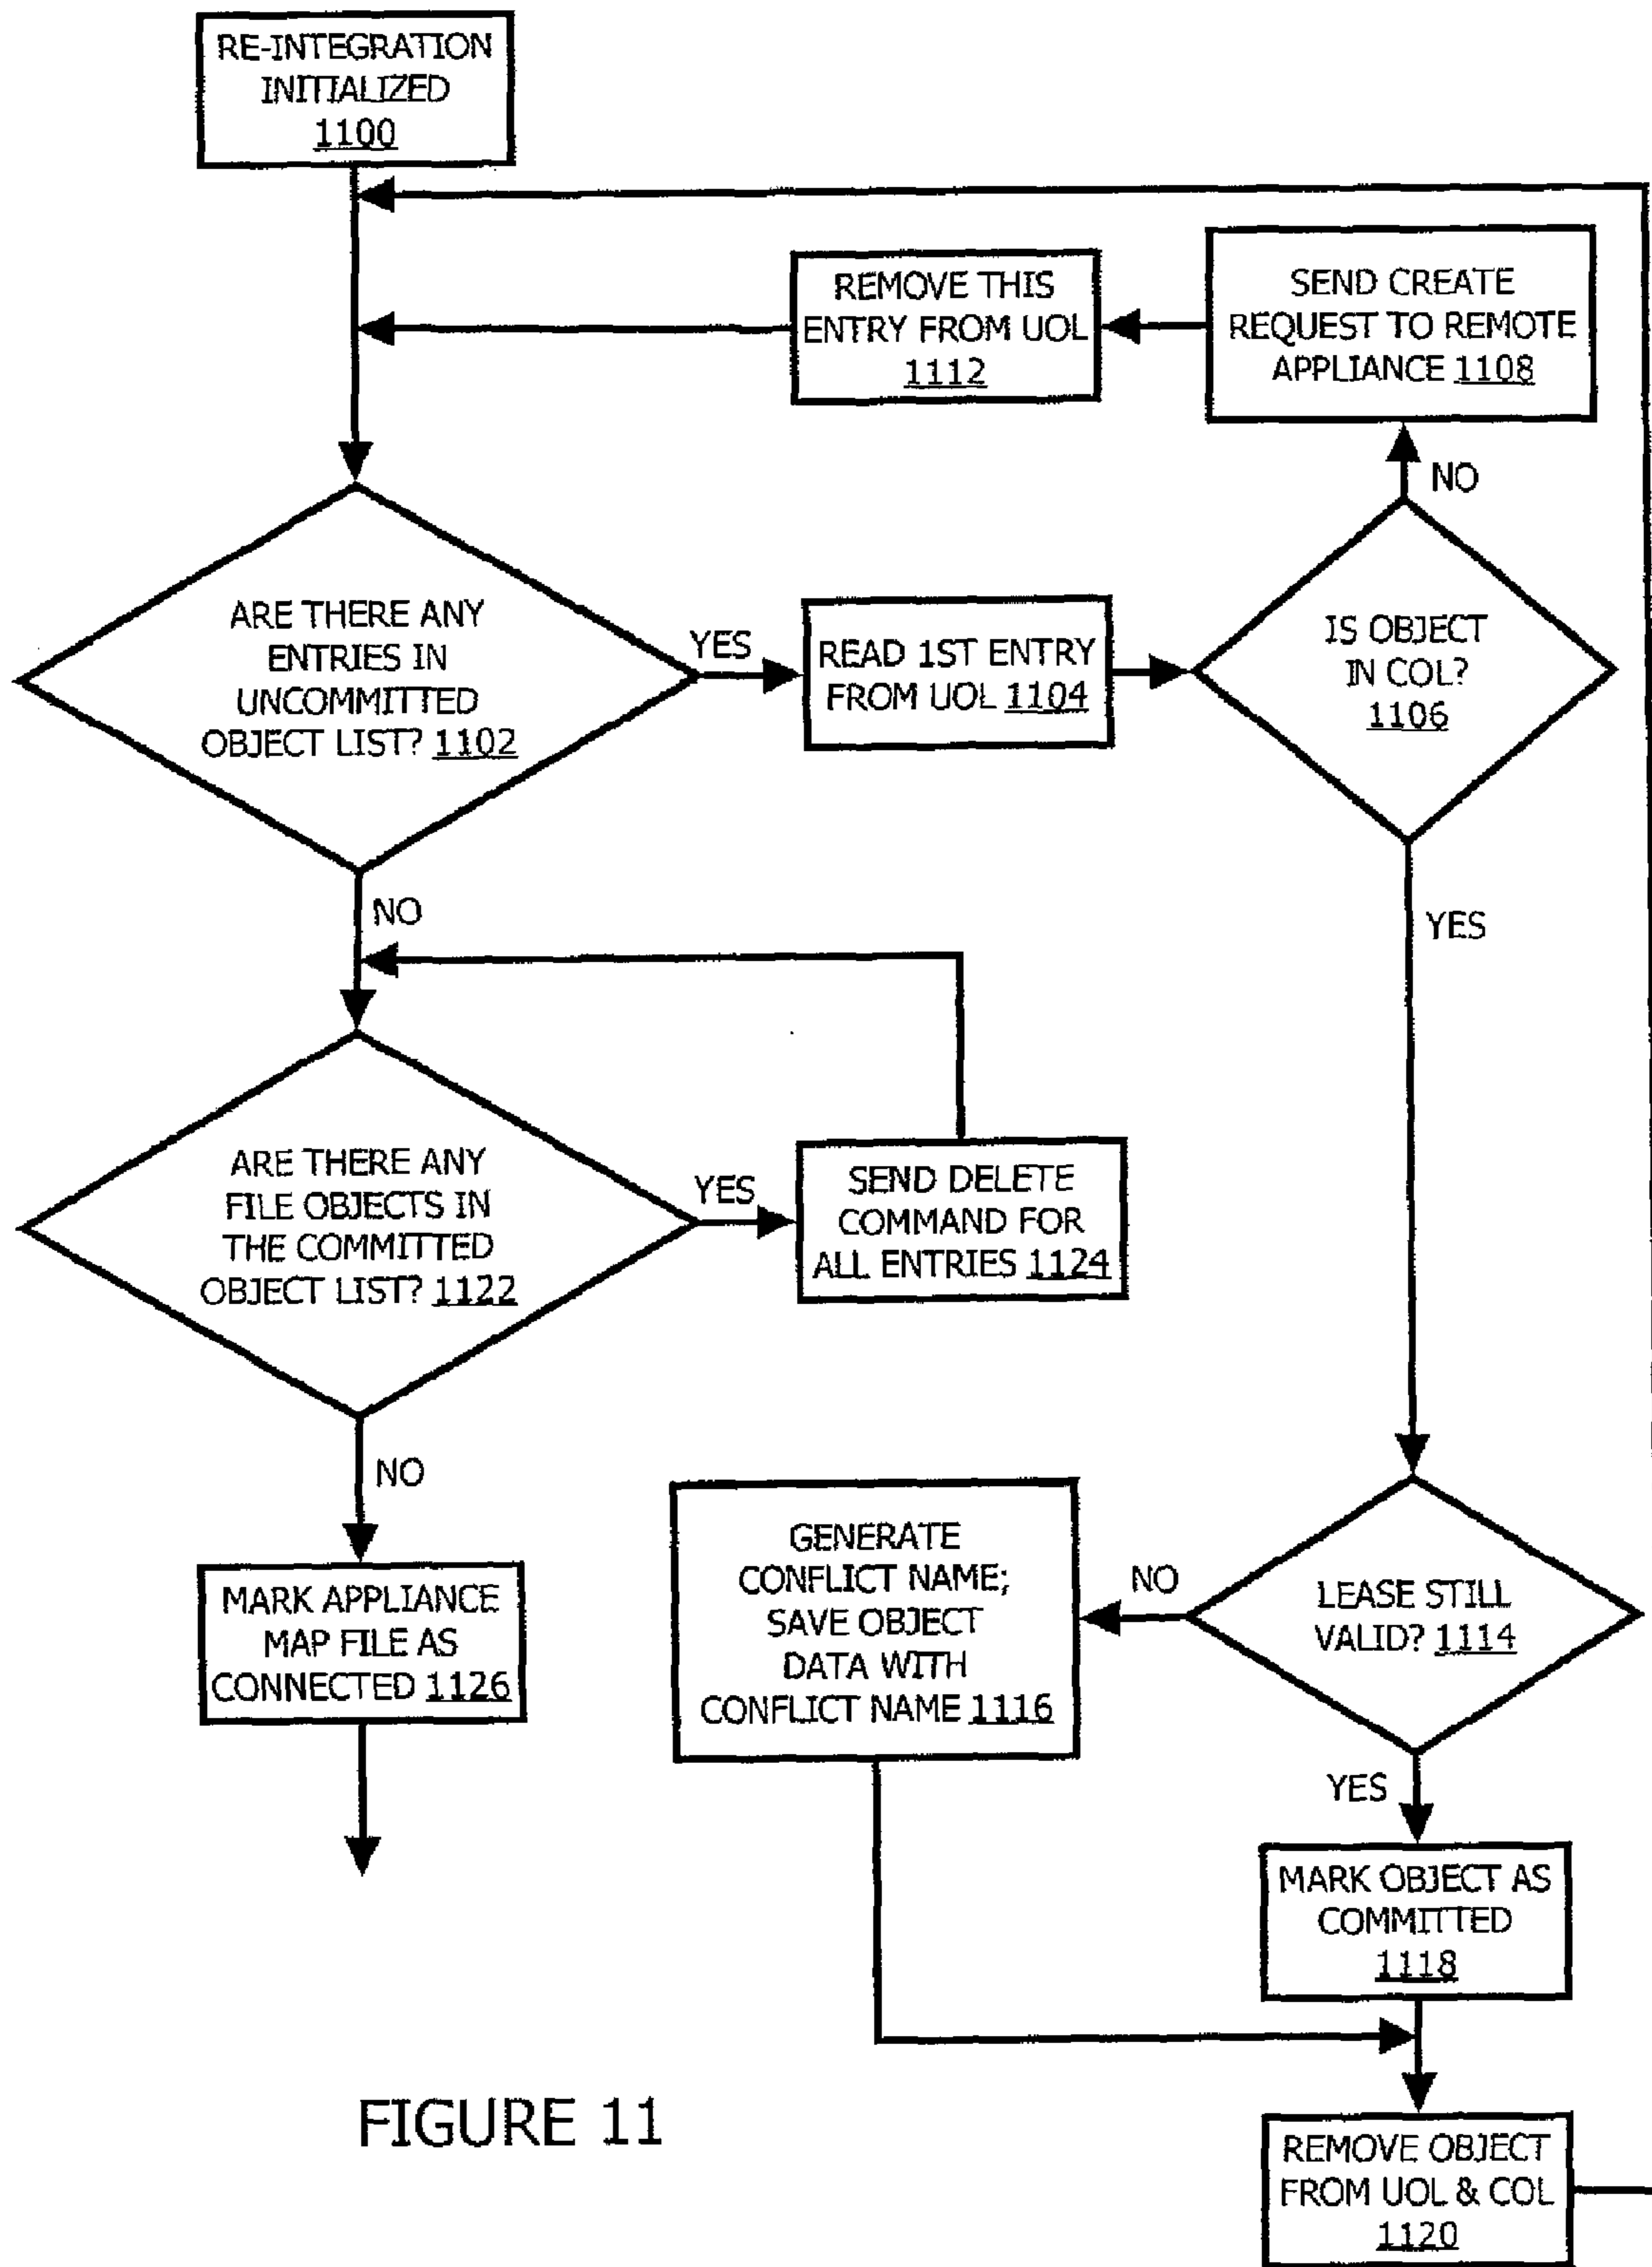 RE-INTEGRATION
INITIALIZED
1100
REMOVE THIS
ENTRY FROM UOL
1112
SEND CREATE
REQUEST TO REMOTE
APPLIANCE 1108
NO
ARE THERE ANY
ENTRIES IN
UNCOMMITTED
OBJECT LIST? 1102
YES
READ 1ST ENTRY
FROM UOL 1104
IS OBJECT
IN COL?
1106
NO
YES
ARE THERE ANY
FILE OBJECTS IN
THE COMMITTED
OBJECT LIST? 1122
YES
SEND DELETE
COMMAND FOR
ALL ENTRIES 1124
NO
MARK APPLIANCE
MAP FILE AS
CONNECTED 1126
GENERATE
CONFLICT NAME;
SAVE OBJECT
DATA WITH
CONFLICT NAME 1116
NO
LEASE STILL
VALID? 1114
YES
MARK OBJECT AS
COMMITTED
1118
REMOVE OBJECT
FROM UOL & COL
1120
FIGURE 11